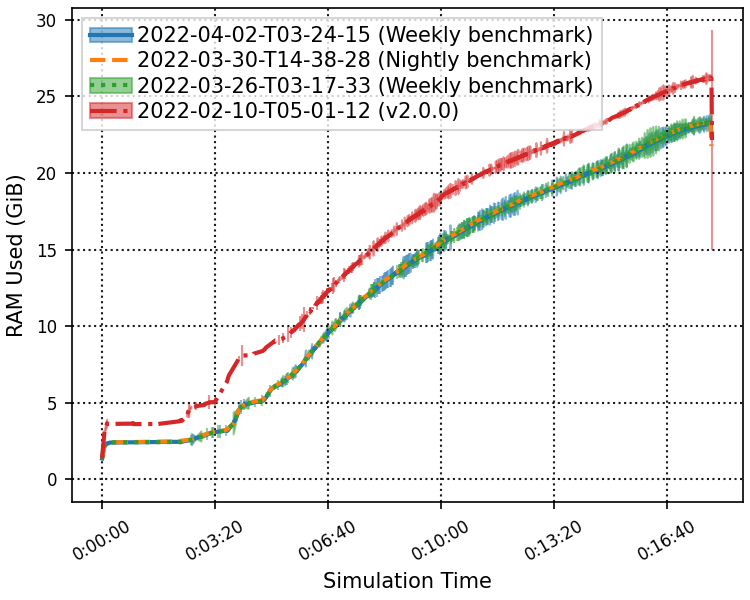 2022-04-02-T03-24-15 (Weekly benchmark)
2022-03-30-T14-38-28 (Nightly benchmark)
2022-03-26-T03-17-33 (Weekly benchmark)
2022-02-10-T05-01-12 (v2.0.0)
RAM Used (GiB)
30
25
20
15
10
5
0
0:00:00
0:03:20
0:06:40
0:10:00
0:13:20
0:16:40
Simulation Time